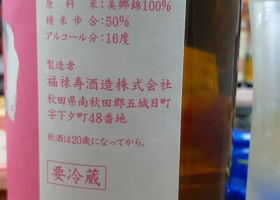 原料米:美郷錦100%
精米歩合:50%
アルコール分:16度
製造者
福禄寿酒造株式会社
秋田県南秋田郡五城目町
字下夕町48番地
飲酒は20歳になってから。
要冷蔵